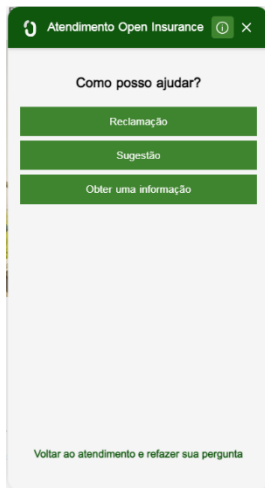 Atendimento Open Insurance
Como posso ajudar?
Reclamação
Sugestão
Obter uma informação
Voltar ao atendimento e refazer sua pergunta